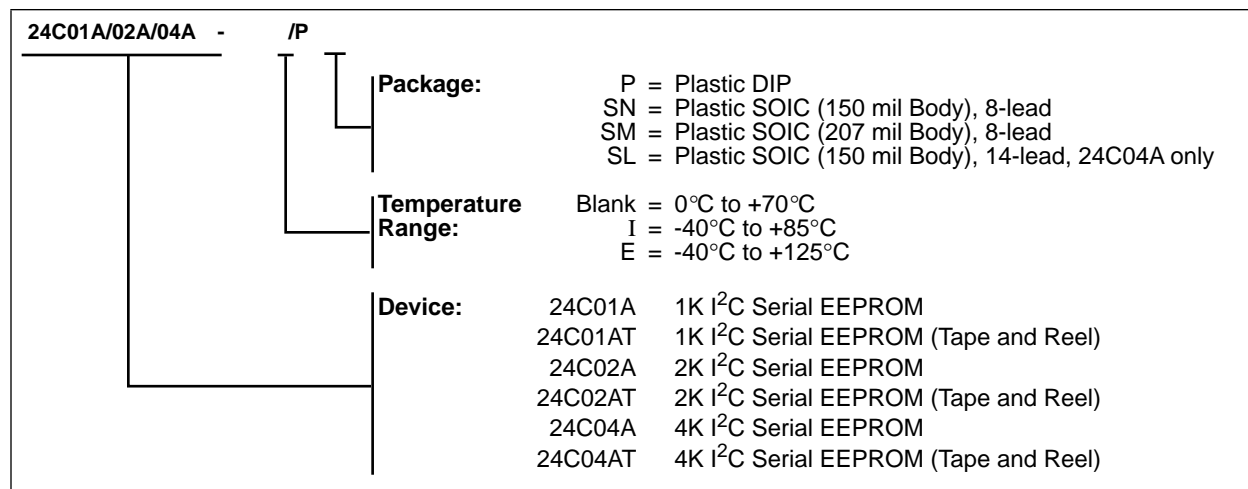 24C01A/02A/04A - /P
Package: P = Plastic DIP
SN = Plastic SOIC (150 mil Body), 8-lead
SM = Plastic SOIC (207 mil Body), 8-lead
SL = Plastic SOIC (150 mil Body), 14-lead, 24C04A only
Temperature Blank = 0°C to +70°C
Range: I = -40°C to +85°C
E = -40°C to +125°C
Device: 24C01A 1K I²C Serial EEPROM
24C01AT 1K I²C Serial EEPROM (Tape and Reel)
24C02A 2K I²C Serial EEPROM
24C02AT 2K I²C Serial EEPROM (Tape and Reel)
24C04A 4K I²C Serial EEPROM
24C04AT 4K I²C Serial EEPROM (Tape and Reel)